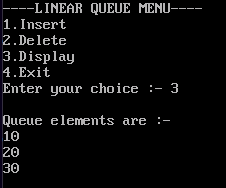 ----LINEAR QUEUE MENU----
1.Insert
2.Delete
3.Display
4.Exit
Enter your choice :- 3
Queue elements are :-
10
20
30